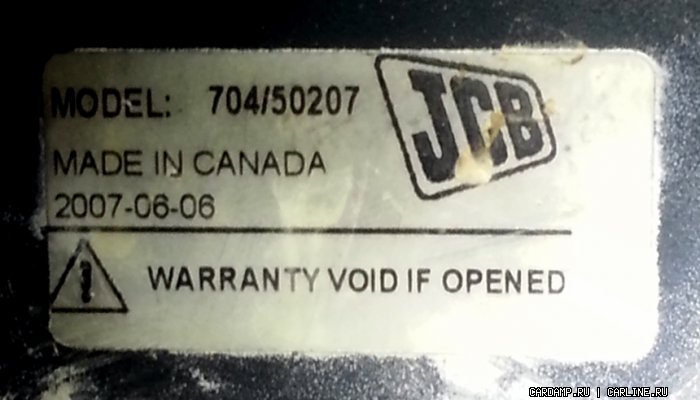 MODEL: 704/50207
JCB
MADE IN CANADA
2007-06-06
WARRANTY VOID IF OPENED
CARDAMP.RU | CARLINE.RU